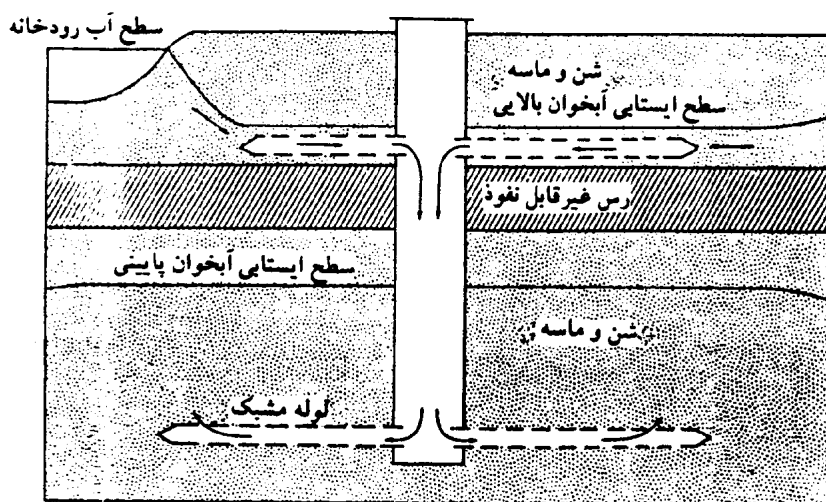 سطح آب رودخانه
شن و ماسه
سطح ایستابی آبخوان بالایی
رس غیرقابل نفوذ
سطح ایستابی آبخوان پایینی
شن و ماسه
لوله مشبک